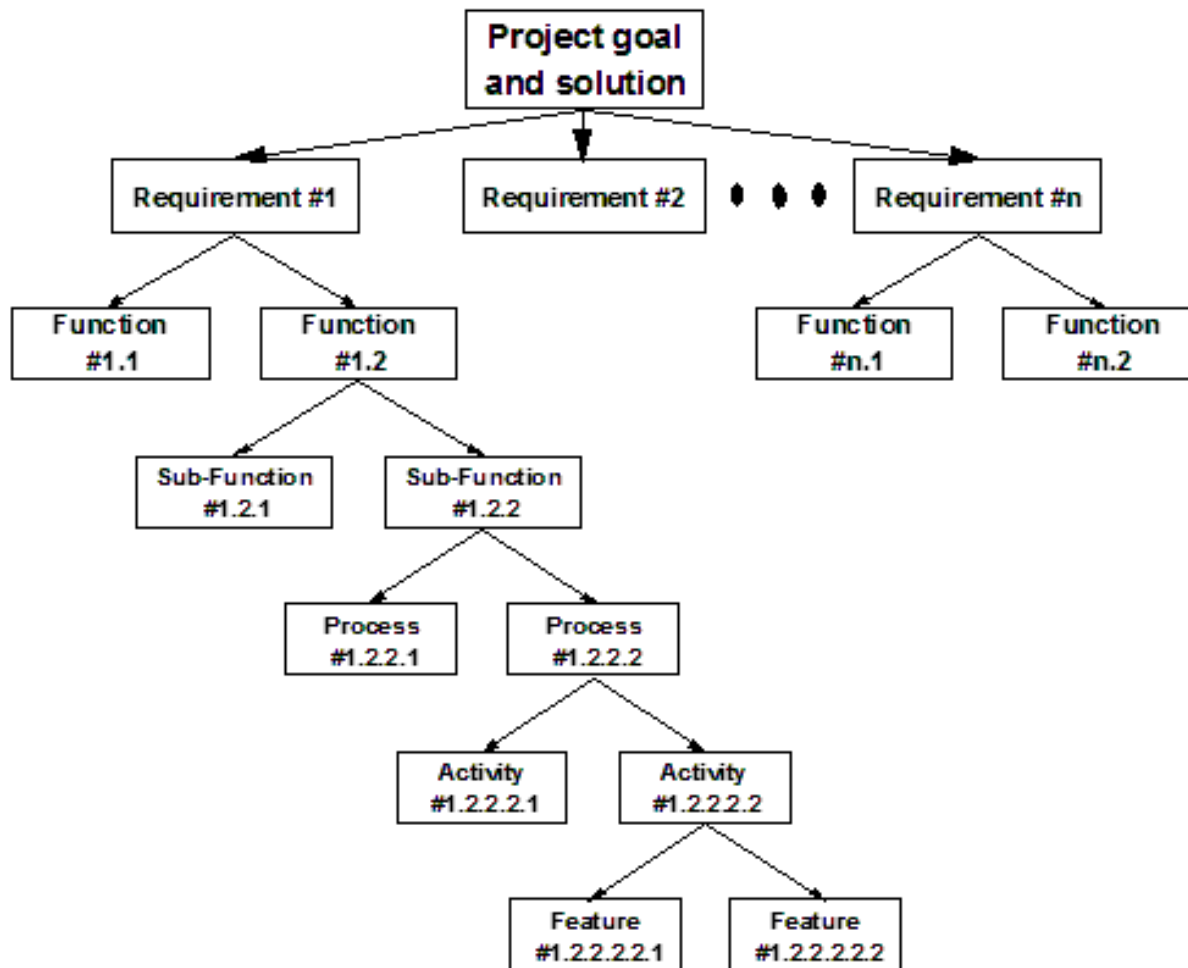 Project goal
and solution
Requirement #1
Requirement #2
Requirement #n
Function
#1.1
Function
#1.2
Function
#n.1
Function
#n.2
Sub-Function
#1.2.1
Sub-Function
#1.2.2
Process
#1.2.2.1
Process
#1.2.2.2
Activity
#1.2.2.2.1
Activity
#1.2.2.2.2
Feature
#1.2.2.2.2.1
Feature
#1.2.2.2.2.2